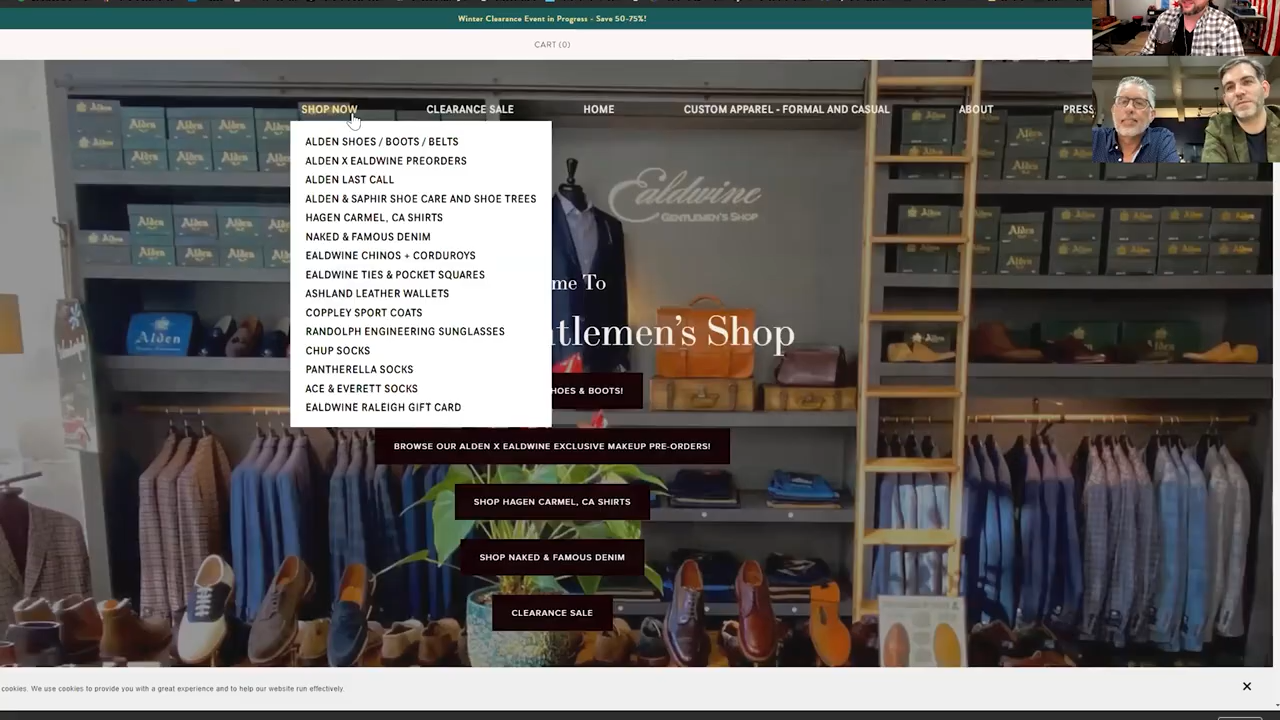 Winter Clearance Event in Progress - Save 50-75%!
CART (0)
SHOP NOW
CLEARANCE SALE
HOME
CUSTOM APPAREL - FORMAL AND CASUAL
ABOUT
PRESS
ALDEN SHOES / BOOTS / BELTS
ALDEN X EALDWINE PREORDERS
ALDEN LAST CALL
ALDEN & SAPHIR SHOE CARE AND SHOE TREES
HAGEN CARMEL, CA SHIRTS
NAKED & FAMOUS DENIM
EALDWINE CHINOS + CORDUROYS
EALDWINE TIES & POCKET SQUARES
ASHLAND LEATHER WALLETS
COPPLEY SPORT COATS
RANDOLPH ENGINEERING SUNGLASSES
CHUP SOCKS
PANTHERELLA SOCKS
ACE & EVERETT SOCKS
EALDWINE RALEIGH GIFT CARD
Ealdwine
GENTLEMEN'S SHOP
me To
tlemen's Shop
HOES & BOOTS!
BROWSE OUR ALDEN X EALDWINE EXCLUSIVE MAKEUP PRE-ORDERS!
SHOP HAGEN CARMEL, CA SHIRTS
SHOP NAKED & FAMOUS DENIM
CLEARANCE SALE
Alden
cookies. We use cookies to provide you with a great experience and to help our website run effectively.